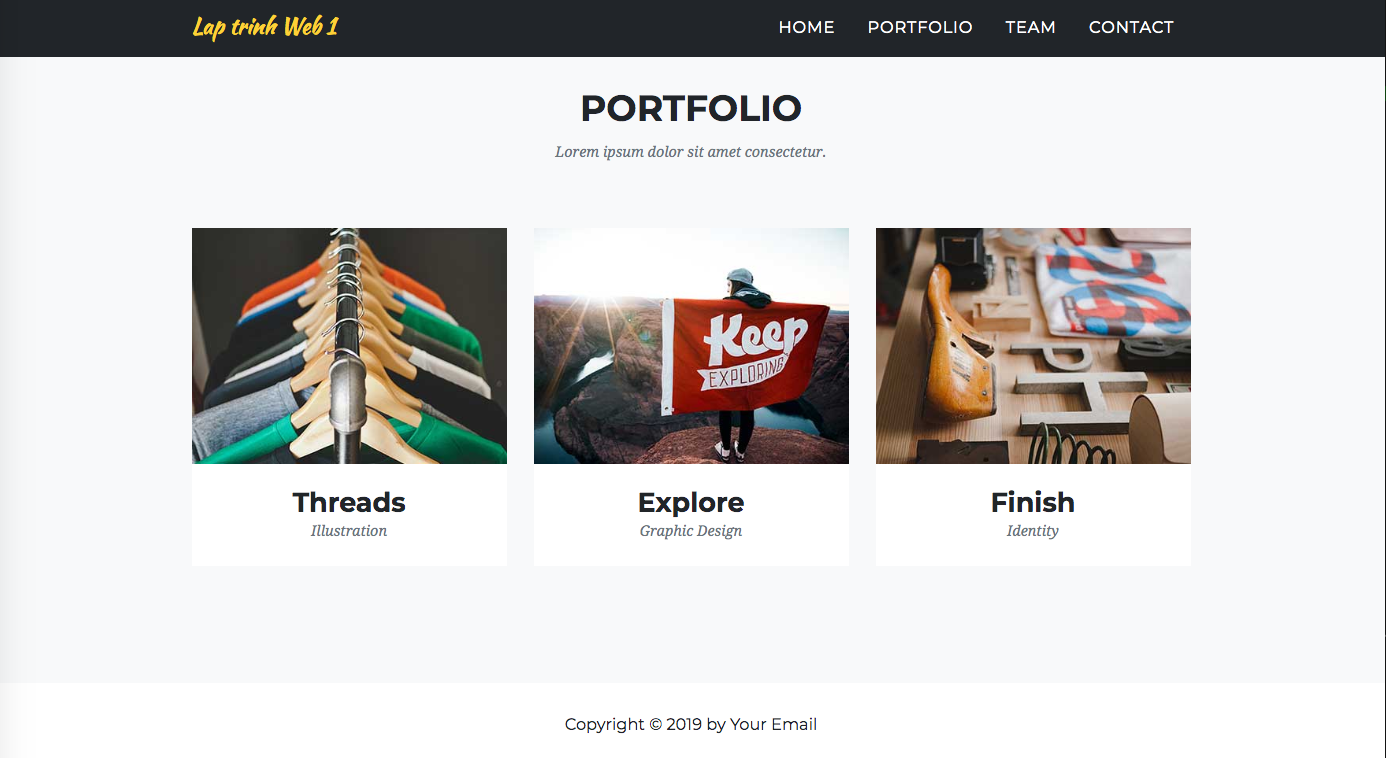 Lap trinh Web 1
HOME PORTFOLIO TEAM CONTACT
PORTFOLIO
Lorem ipsum dolor sit amet consectetur.
Keep
EXPLORING
Threads
Illustration
Explore
Graphic Design
Finish
Identity
Copyright © 2019 by Your Email